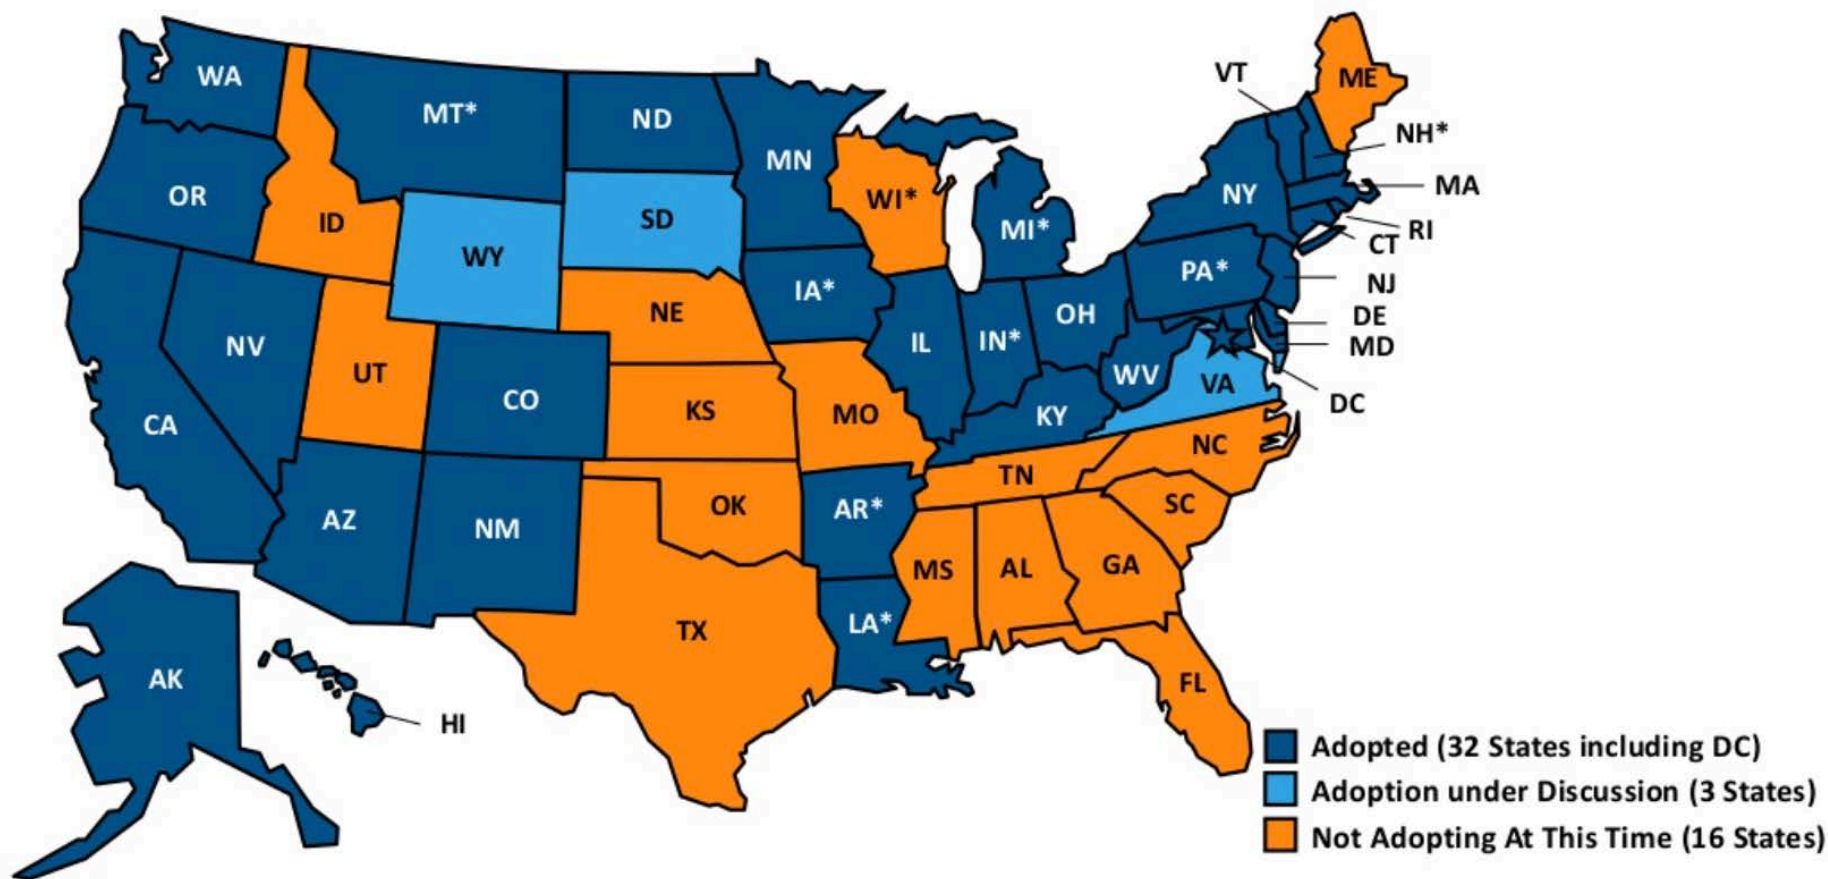 WA
MT*
ND
MN
OR
ID
WY
SD
WI*
MI*
NY
VT
ME
NH*
MA
RI
CT
NJ
DE
MD
DC
PA*
NV
UT
CO
NE
IA*
IL
IN*
OH
WV
VA
CA
KS
MO
KY
NC
TN
SC
AZ
NM
OK
AR*
MS
AL
GA
TX
LA*
FL
AK
HI
Adopted (32 States including DC)
Adoption under Discussion (3 States)
Not Adopting At This Time (16 States)